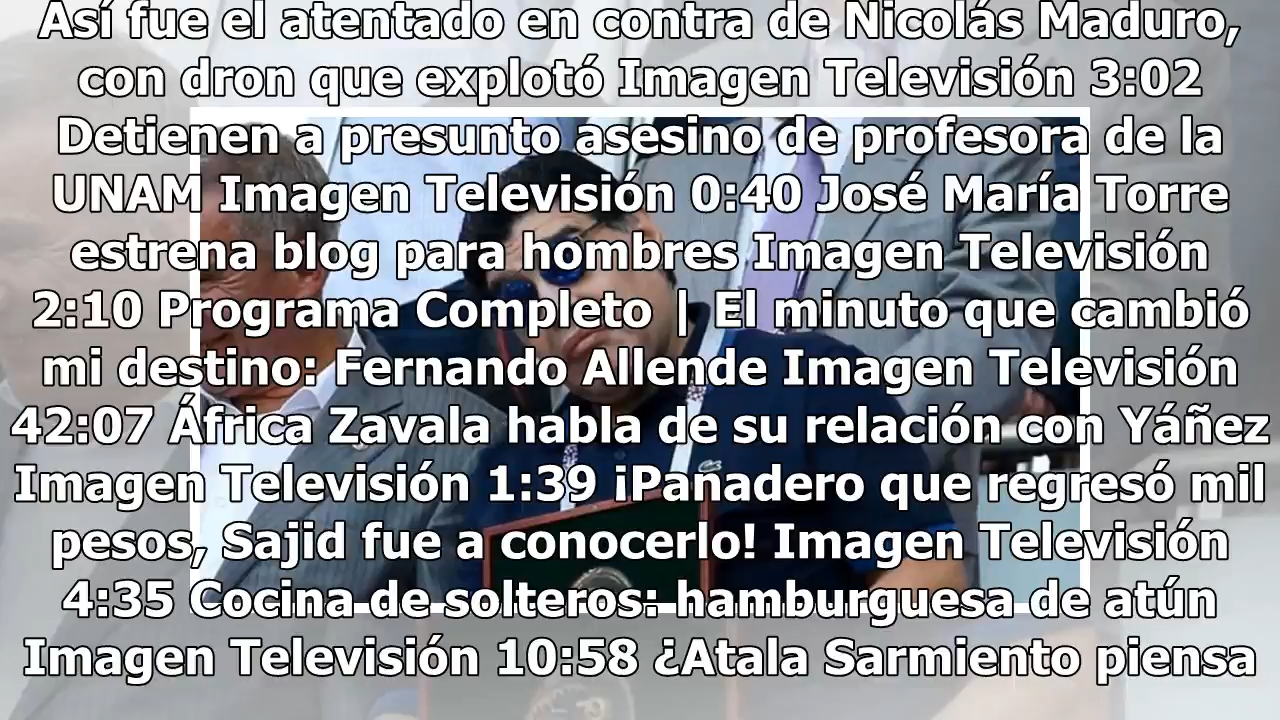 Así fue el atentado en contra de Nicolás Maduro,
con dron que explotó Imagen Televisión 3:02
Detienen a presunto asesino de profesora de la
UNAM Imagen Televisión 0:40 José María Torre
estrena blog para hombres Imagen Televisión
2:10 Programa Completo | El minuto que cambió
mi destino: Fernando Allende Imagen Televisión
42:07 África Zavala habla de su relación con Yáñez
Imagen Televisión 1:39 ¡Panadero que regresó mil
pesos, Sajid fue a conocerlo! Imagen Televisión
4:35 Cocina de solteros: hamburguesa de atún
Imagen Televisión 10:58 ¿Atala Sarmiento piensa